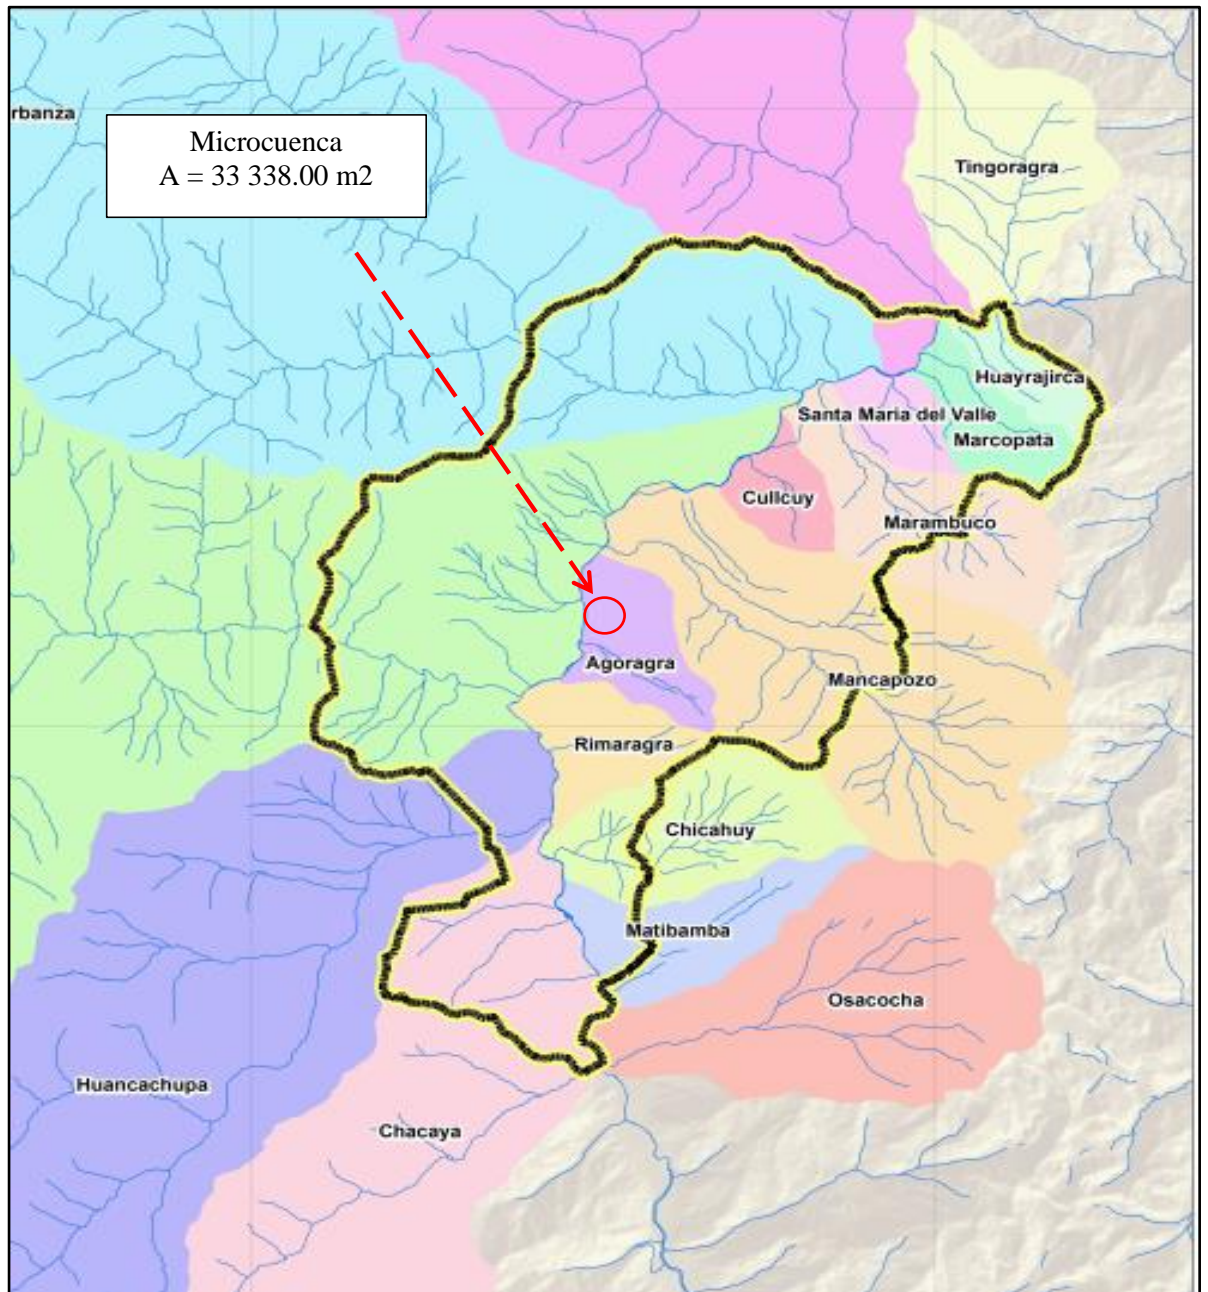 rbanza
Microcuenca
A = 33 338.00 m2
Tingoragra
Huayrajirca
Santa Maria del Valle
Marcopata
Cullcuy
Marambuco
Agoragra
Mancapozo
Rimaragra
Chicahuy
Matibamba
Osacocha
Huancachupa
Chacaya